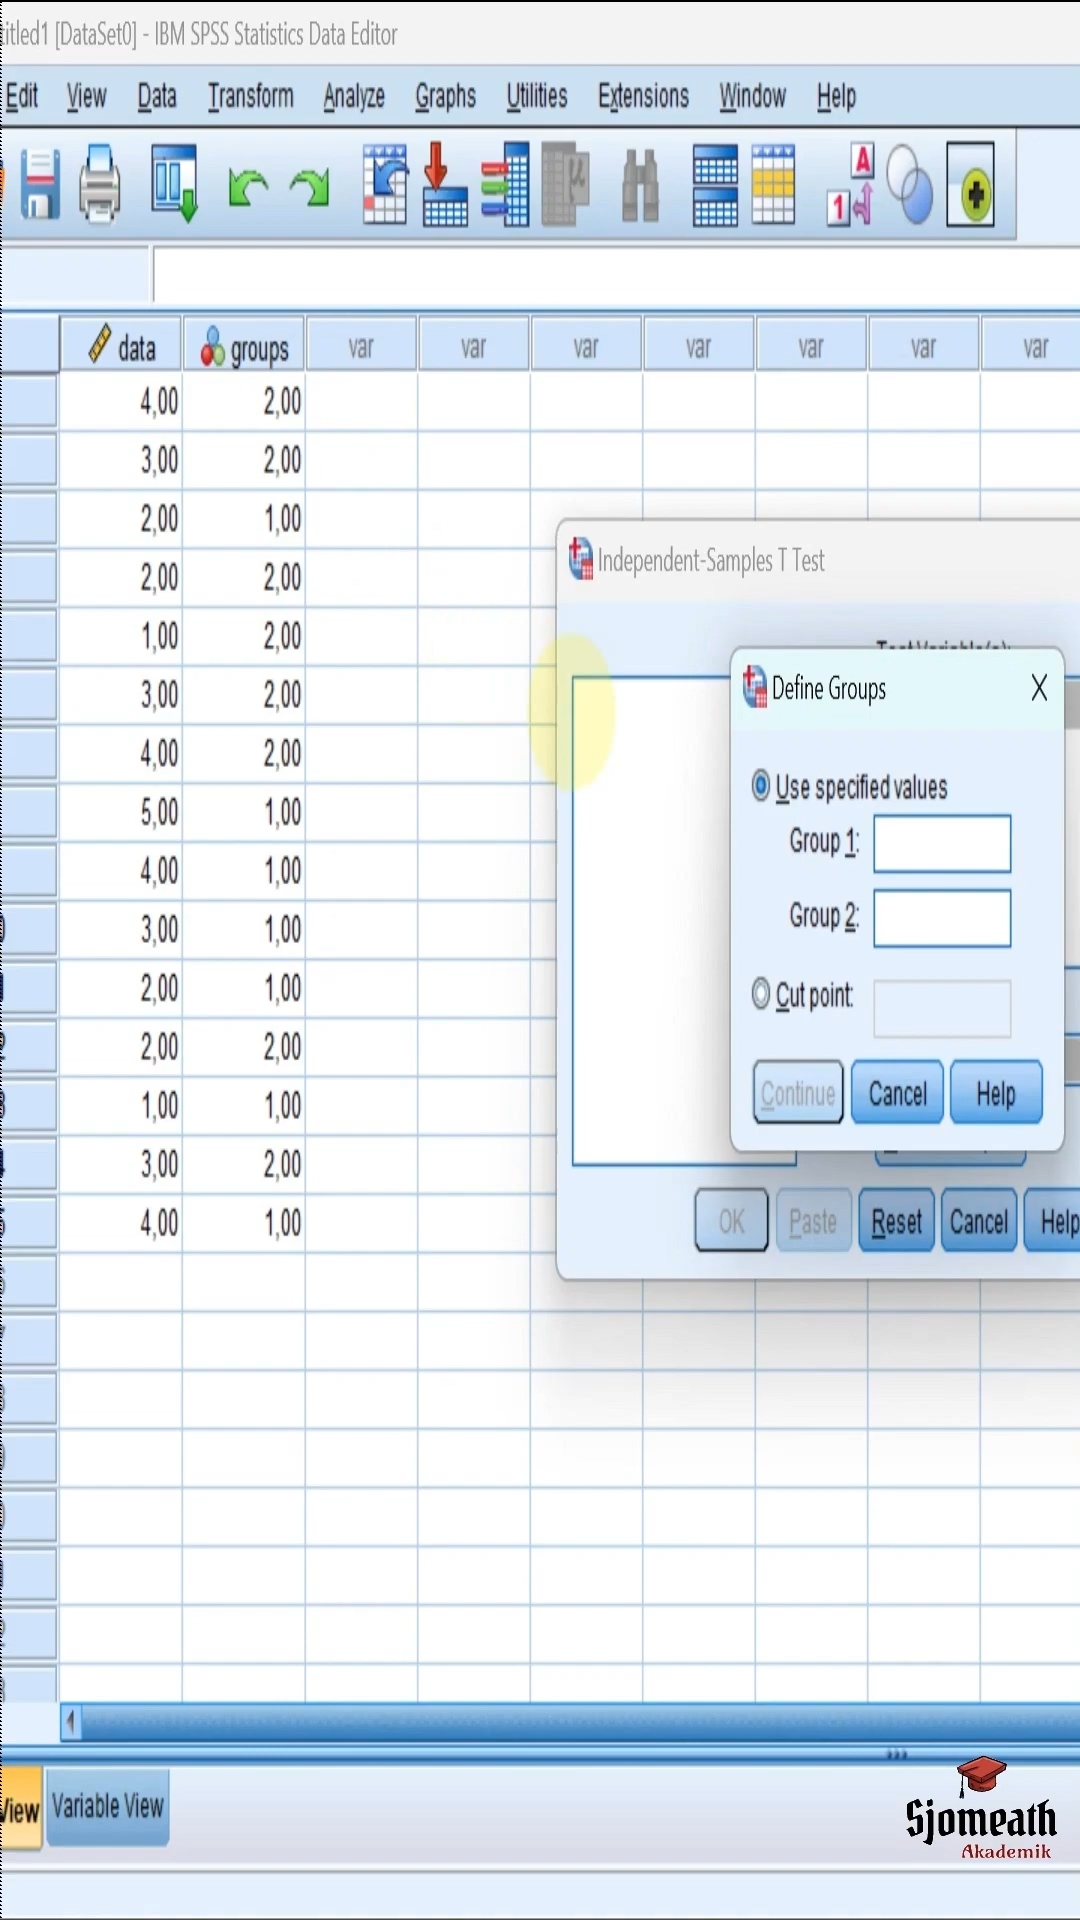 titled1 [DataSet0] - IBM SPSS Statistics Data Editor
Edit View Data Transform Analyze Graphs Utilities Extensions Window Help
data groups var var var var var var var
4,00 2,00
3,00 2,00
2,00 1,00
2,00 2,00
1,00 2,00
3,00 2,00
4,00 2,00
5,00 1,00
4,00 1,00
3,00 1,00
2,00 1,00
2,00 2,00
1,00 1,00
3,00 2,00
4,00 1,00
Independent-Samples T Test
Test Variable(s):
Define Groups
Use specified values
Group 1:
Group 2:
Cut point:
Continue Cancel Help
OK Paste Reset Cancel Help
View Variable View
Sjomeath
Akademik